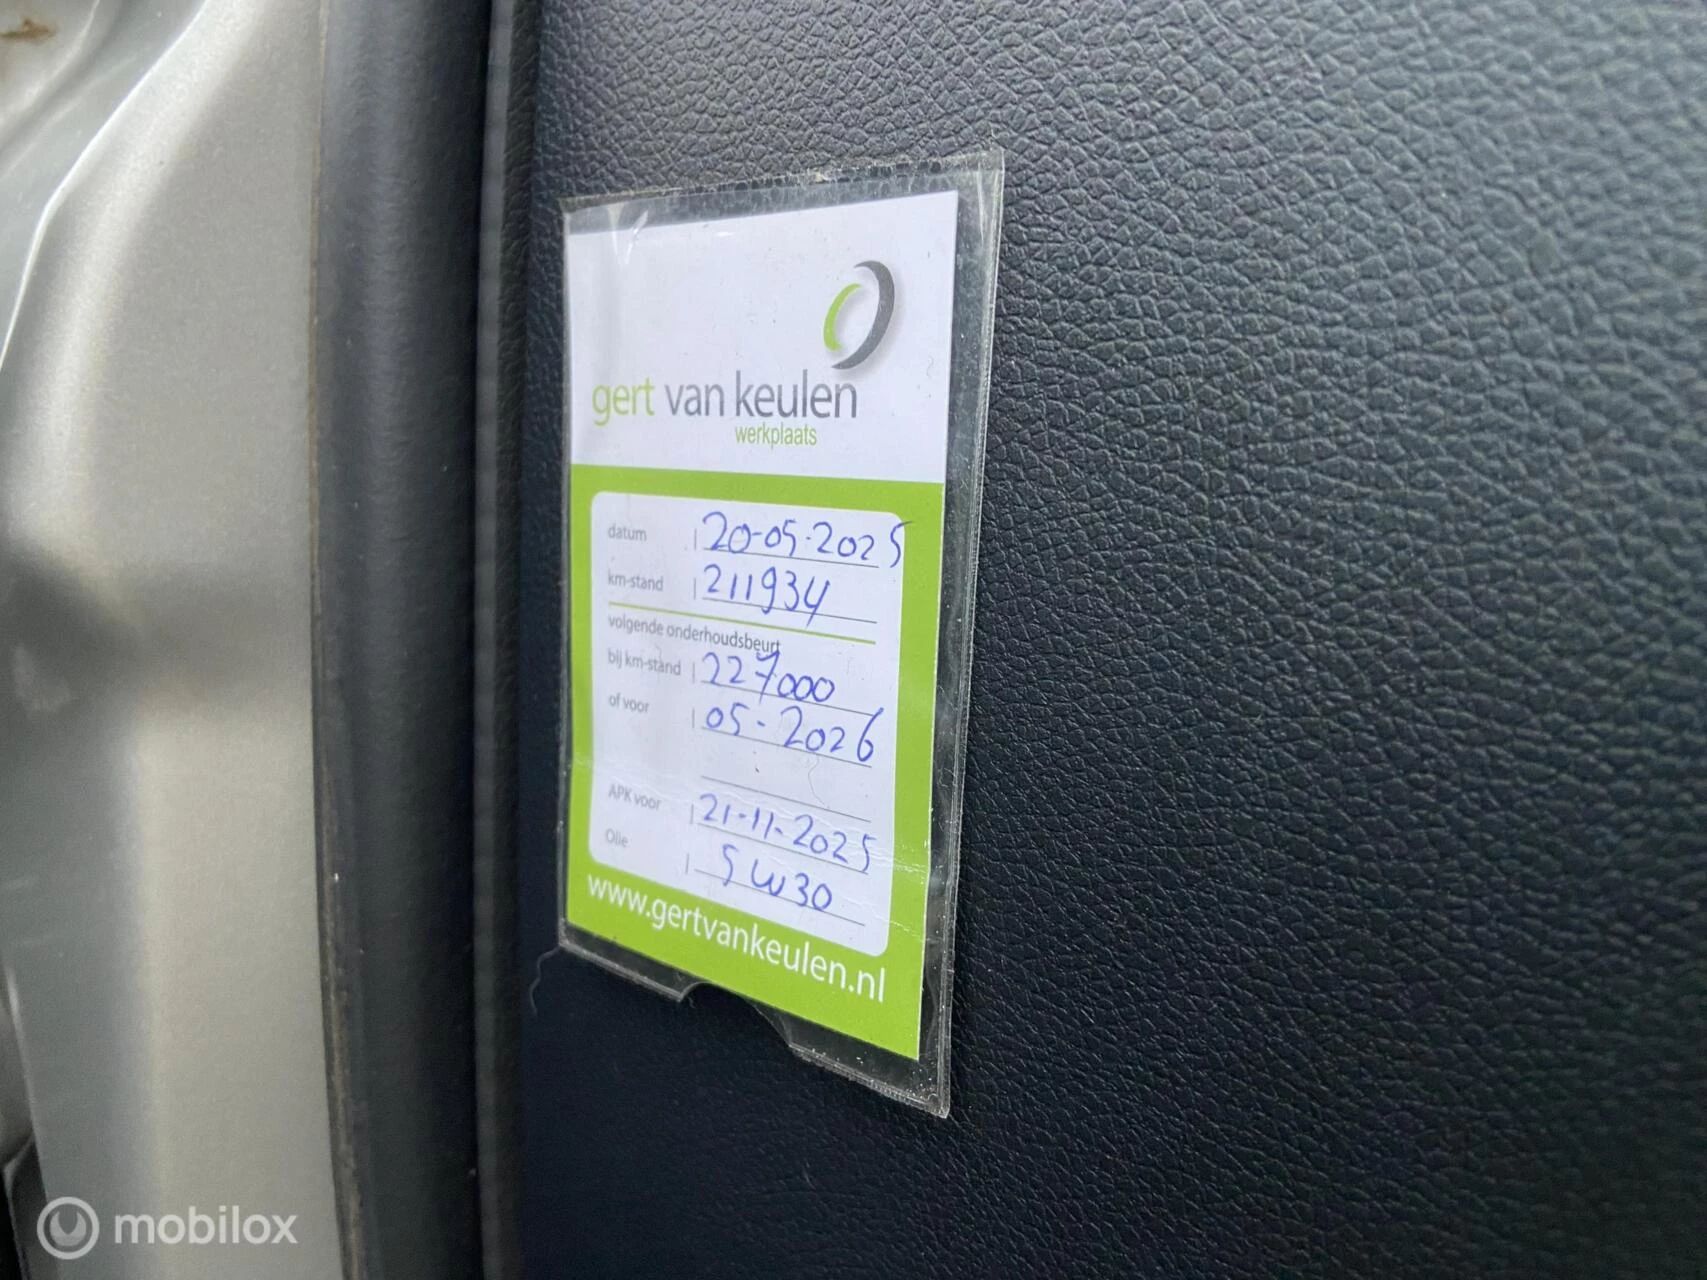 gert van keulen
werkplaats
datum 20-05-2025
km-stand 211934
volgende onderhoudsbeurt
bij km-stand 227000
of voor 05-2026
APK voor 21-11-2025
Olie 5W30
www.gertvankeulen.nl
mobilox